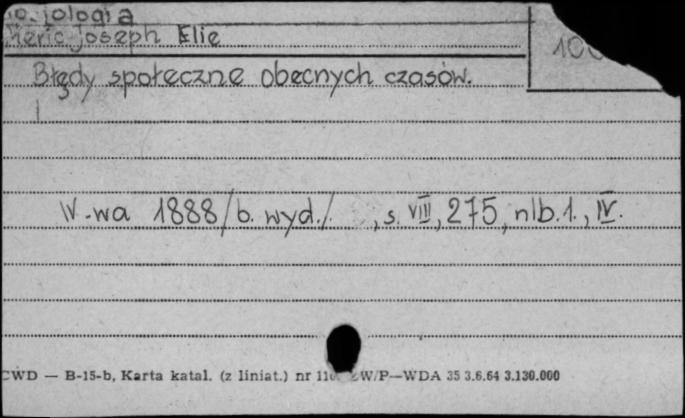 Meric Joseph Elie
Błędy społeczne obecnych czasów.
W-wa 1888/b. wyd./ , s. VIII, 275, nlb. 1., IV.
CWD — B-15-b, Karta katal. (z liniat.) nr W/P—WDA 35 3.6.64 3.130.000